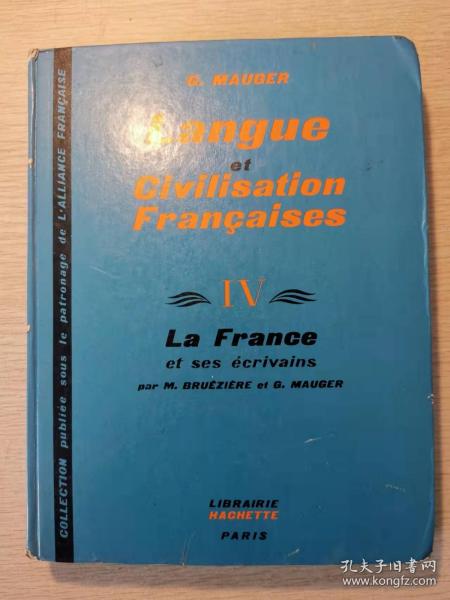 COLLECTION publiée sous le patronage de L'ALLIANCE FRANÇAISE
G. MAUGER
Langue
et
Civilisation
Françaises
IV
La France
et ses écrivains
par M. BRUÉZIÈRE et G. MAUGER
LIBRAIRIE
HACHETTE
PARIS
孔夫子旧书网
www.kongfz.com